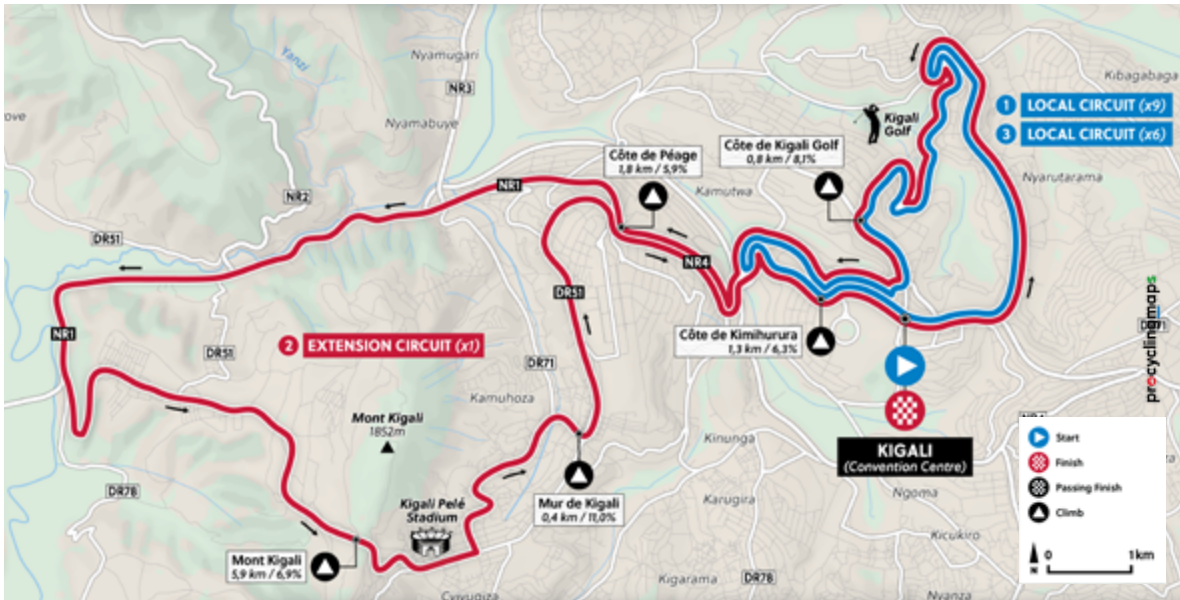 Yanzi
Nyamugari
NR3
Nyamabuye
ove
NR2
DR51
NR1
Côte de Péage
1,8 km / 5,9%
Côte de Kigali Golf
0,8 km / 8,1%
Kigali
Golf
Kibagabaga
1 LOCAL CIRCUIT (x9)
3 LOCAL CIRCUIT (x6)
Kamutwa
Nyarutarama
NR4
DR51
NR1
DR51
2 EXTENSION CIRCUIT (x1)
DR71
Côte de Kimihurura
1,3 km / 6,3%
procyclingmaps
Kamuhoza
Mont Kigali
1852m
Kinunga
KIGALI
(Convention Centre)
Start
Finish
Passing Finish
Climb
0 1km
N
DR78
Kigali Pelé
Stadium
Mur de Kigali
0,4 km / 11,0%
Karugira
Ngoma
Kicukiro
Mont Kigali
5,9 km / 6,9%
Kigarama
DR78
Nyanza